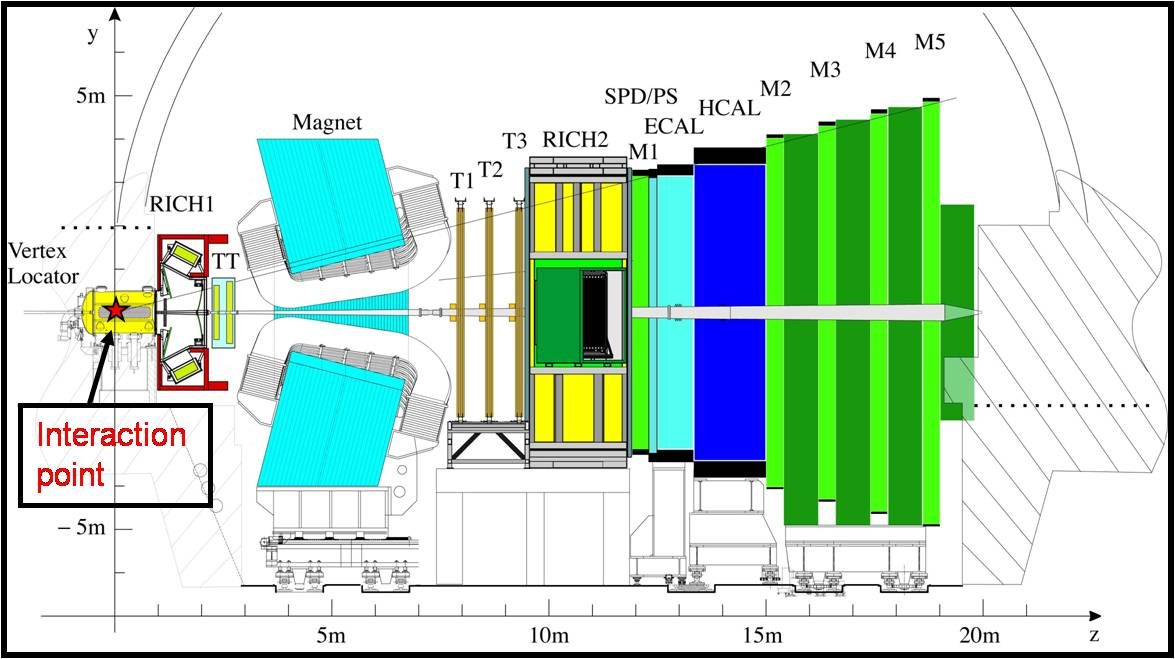 y
5m
Magnet
SPD/PS
ECAL
HCAL
M1
M2
M3
M4
M5
T1
T2
T3
RICH2
RICH1
TT
Vertex
Locator
Interaction
point
− 5m
5m
10m
15m
20m
z